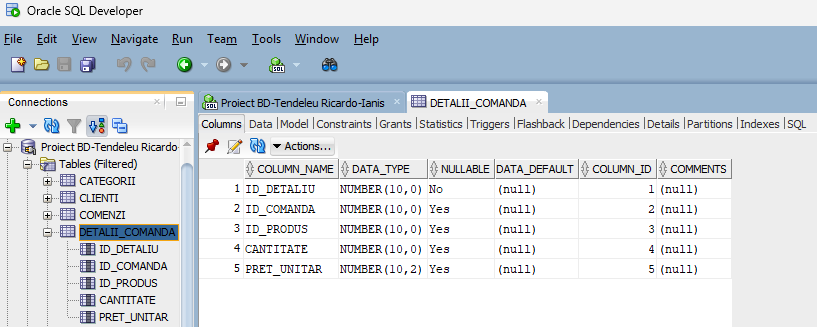 Oracle SQL Developer
File Edit View Navigate Run Team Tools Window Help
Connections
Proiect BD-Tendeleu Ricardo-
Tables (Filtered)
CATEGORII
CLIENTI
COMENZI
DETALII_COMANDA
ID_DETALIU
ID_COMANDA
ID_PRODUS
CANTITATE
PRET_UNITAR
Proiect BD-Tendeleu Ricardo-Ianis DETALII_COMANDA
Columns Data Model Constraints Grants Statistics Triggers Flashback Dependencies Details Partitions Indexes SQL
Actions...
COLUMN_NAME DATA_TYPE NULLABLE DATA_DEFAULT COLUMN_ID COMMENTS
1 ID_DETALIU NUMBER(10,0) No (null) 1 (null)
2 ID_COMANDA NUMBER(10,0) Yes (null) 2 (null)
3 ID_PRODUS NUMBER(10,0) Yes (null) 3 (null)
4 CANTITATE NUMBER(10,0) Yes (null) 4 (null)
5 PRET_UNITAR NUMBER(10,2) Yes (null) 5 (null)